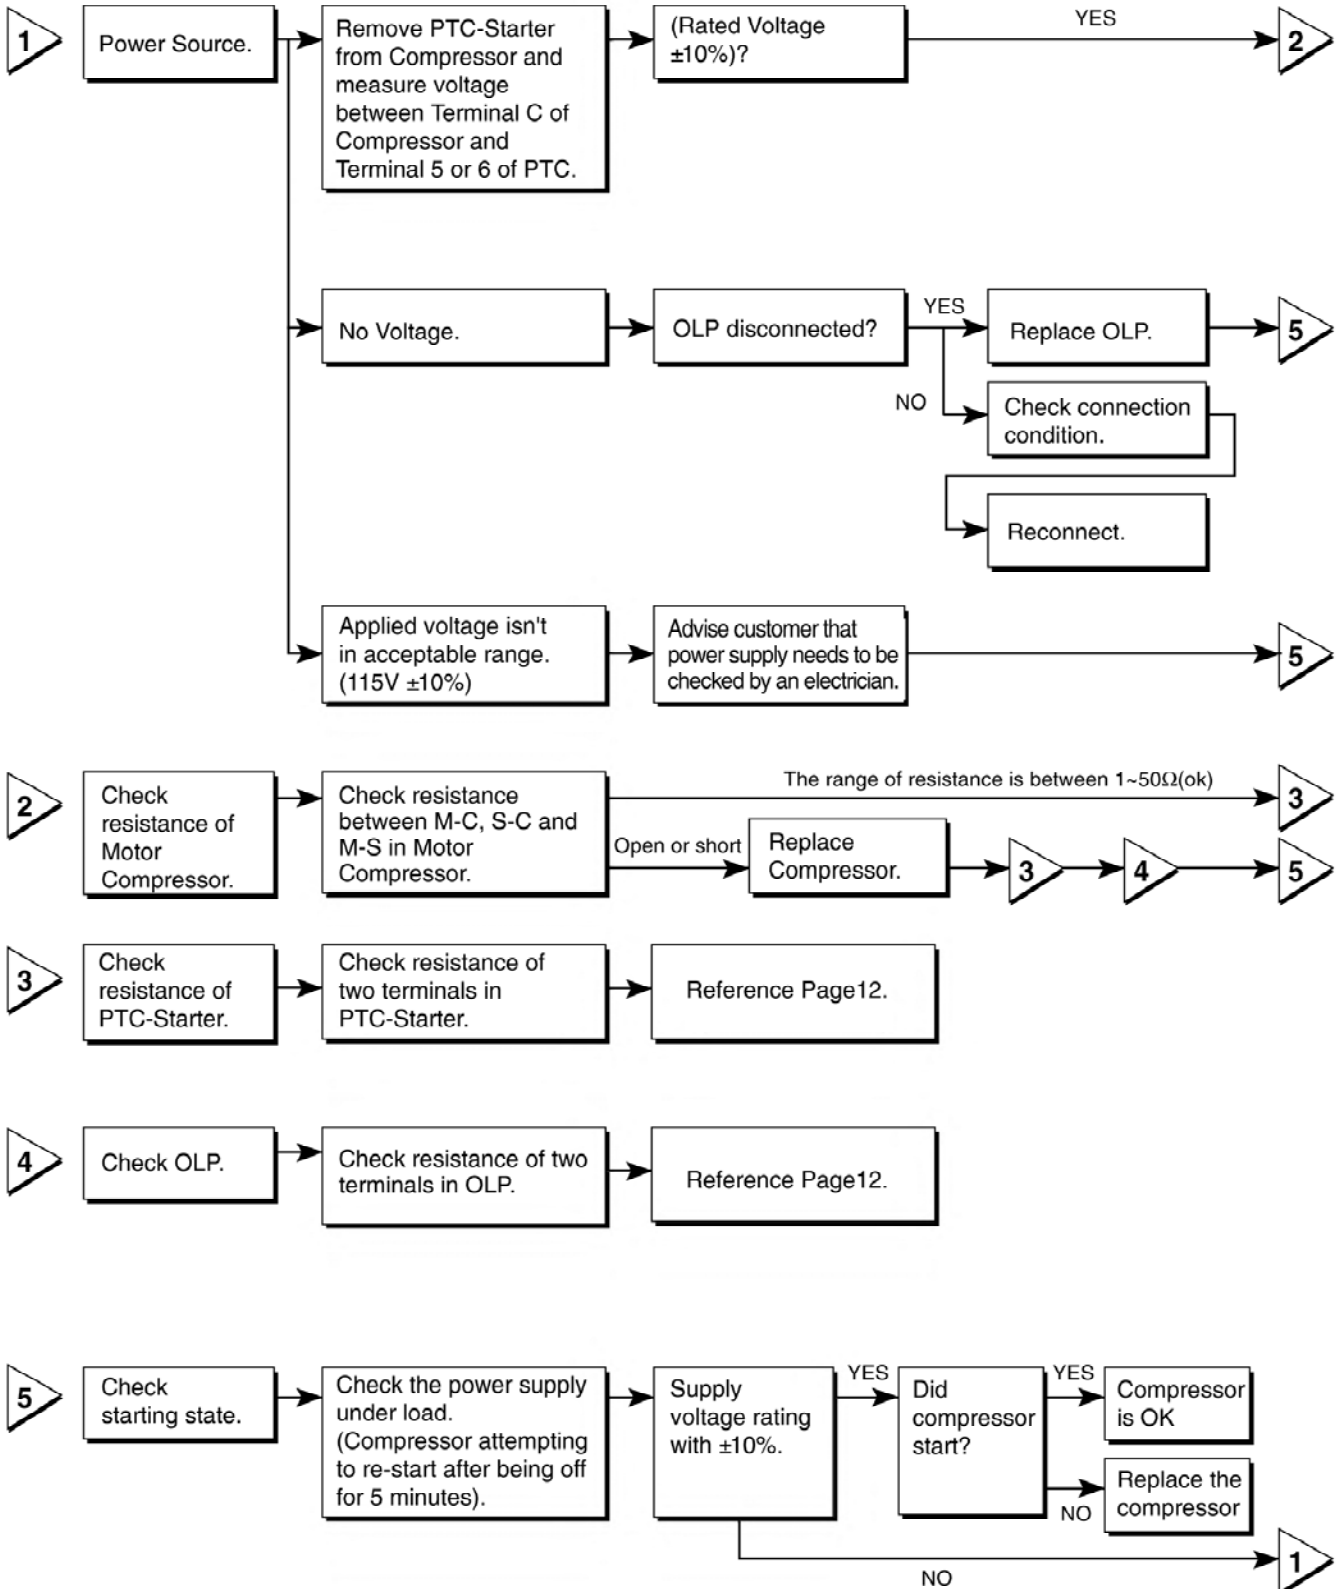 1
Power Source.
Remove PTC-Starter
from Compressor and
measure voltage
between Terminal C of
Compressor and
Terminal 5 or 6 of PTC.
(Rated Voltage
±10%)?
YES
2
No Voltage.
OLP disconnected?
YES
Replace OLP.
5
NO
Check connection
condition.
Reconnect.
Applied voltage isn't
in acceptable range.
(115V ±10%)
Advise customer that
power supply needs to be
checked by an electrician.
5
2
Check
resistance of
Motor
Compressor.
Check resistance
between M-C, S-C and
M-S in Motor
Compressor.
The range of resistance is between 1~50Ω(ok)
3
Open or short
Replace
Compressor.
3
4
5
3
Check
resistance of
PTC-Starter.
Check resistance of
two terminals in
PTC-Starter.
Reference Page12.
4
Check OLP.
Check resistance of two
terminals in OLP.
Reference Page12.
5
Check
starting state.
Check the power supply
under load.
(Compressor attempting
to re-start after being off
for 5 minutes).
Supply
voltage rating
with ±10%.
YES
Did
compressor
start?
YES
Compressor
is OK
NO
Replace the
compressor
NO
1